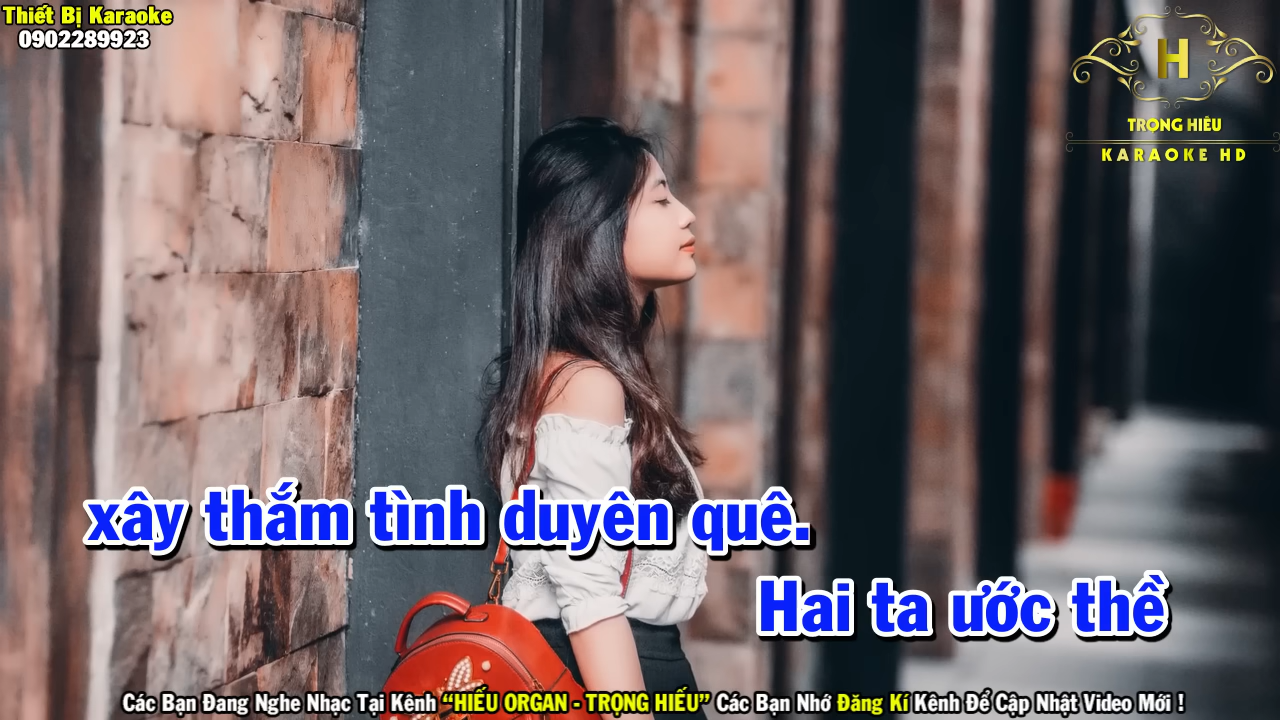 Thiết Bị Karaoke
0902289923
H
TRỌNG HIẾU
KARAOKE HD
xây thắm tình duyên quê.
Hai ta ước thề
Các Bạn Đang Nghe Nhạc Tại Kênh “HIẾU ORGAN - TRỌNG HIẾU” Các Bạn Nhớ Đăng Kí Kênh Để Cập Nhật Video Mới !